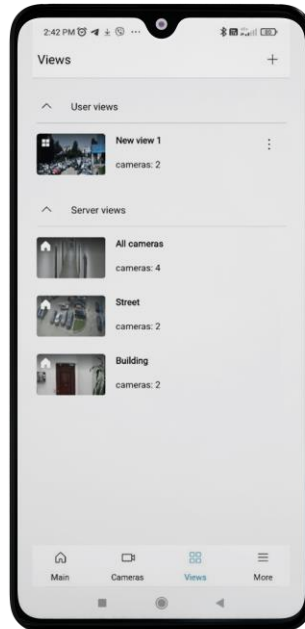 2:42 PM
Views
User views
New view 1
cameras: 2
Server views
All cameras
cameras: 4
Street
cameras: 2
Building
cameras: 2
Main
Cameras
Views
More